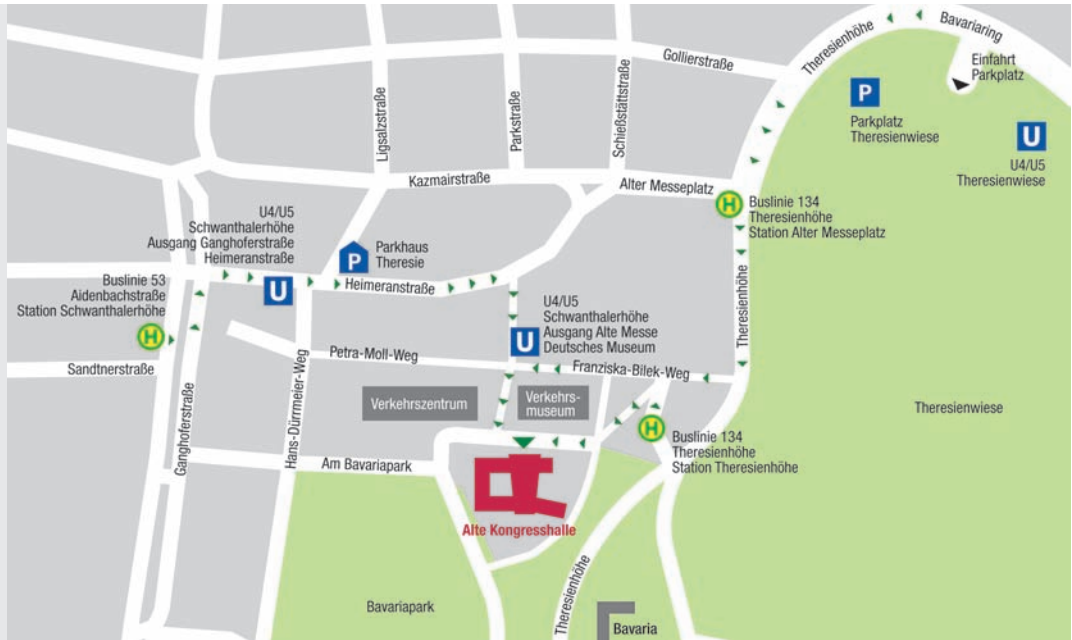 Bavariaring
Theresienhöhe
Gollierstraße
Einfahrt
Parkplatz
P
Parkplatz
Theresienwiese
U
U4/U5
Theresienwiese
Ligsalzstraße
Parkstraße
Schießstättstraße
Kazmairstraße
Alter Messeplatz
H
Buslinie 134
Theresienhöhe
Station Alter Messeplatz
U4/U5
Schwanthalerhöhe
Ausgang Ganghoferstraße
Heimeranstraße
U
P
Parkhaus
Theresie
Heimeranstraße
Buslinie 53
Aidenbachstraße
Station Schwanthalerhöhe
H
Sandtnerstraße
Ganghoferstraße
Hans-Dürrmeier-Weg
Petra-Moll-Weg
U
U4/U5
Schwanthalerhöhe
Ausgang Alte Messe
Deutsches Museum
Franziska-Bilek-Weg
Theresienhöhe
Verkehrszentrum
Verkehrs-
museum
H
Buslinie 134
Theresienhöhe
Station Theresienhöhe
Theresienwiese
Am Bavariapark
Alte Kongresshalle
Theresienhöhe
Bavariapark
Bavaria